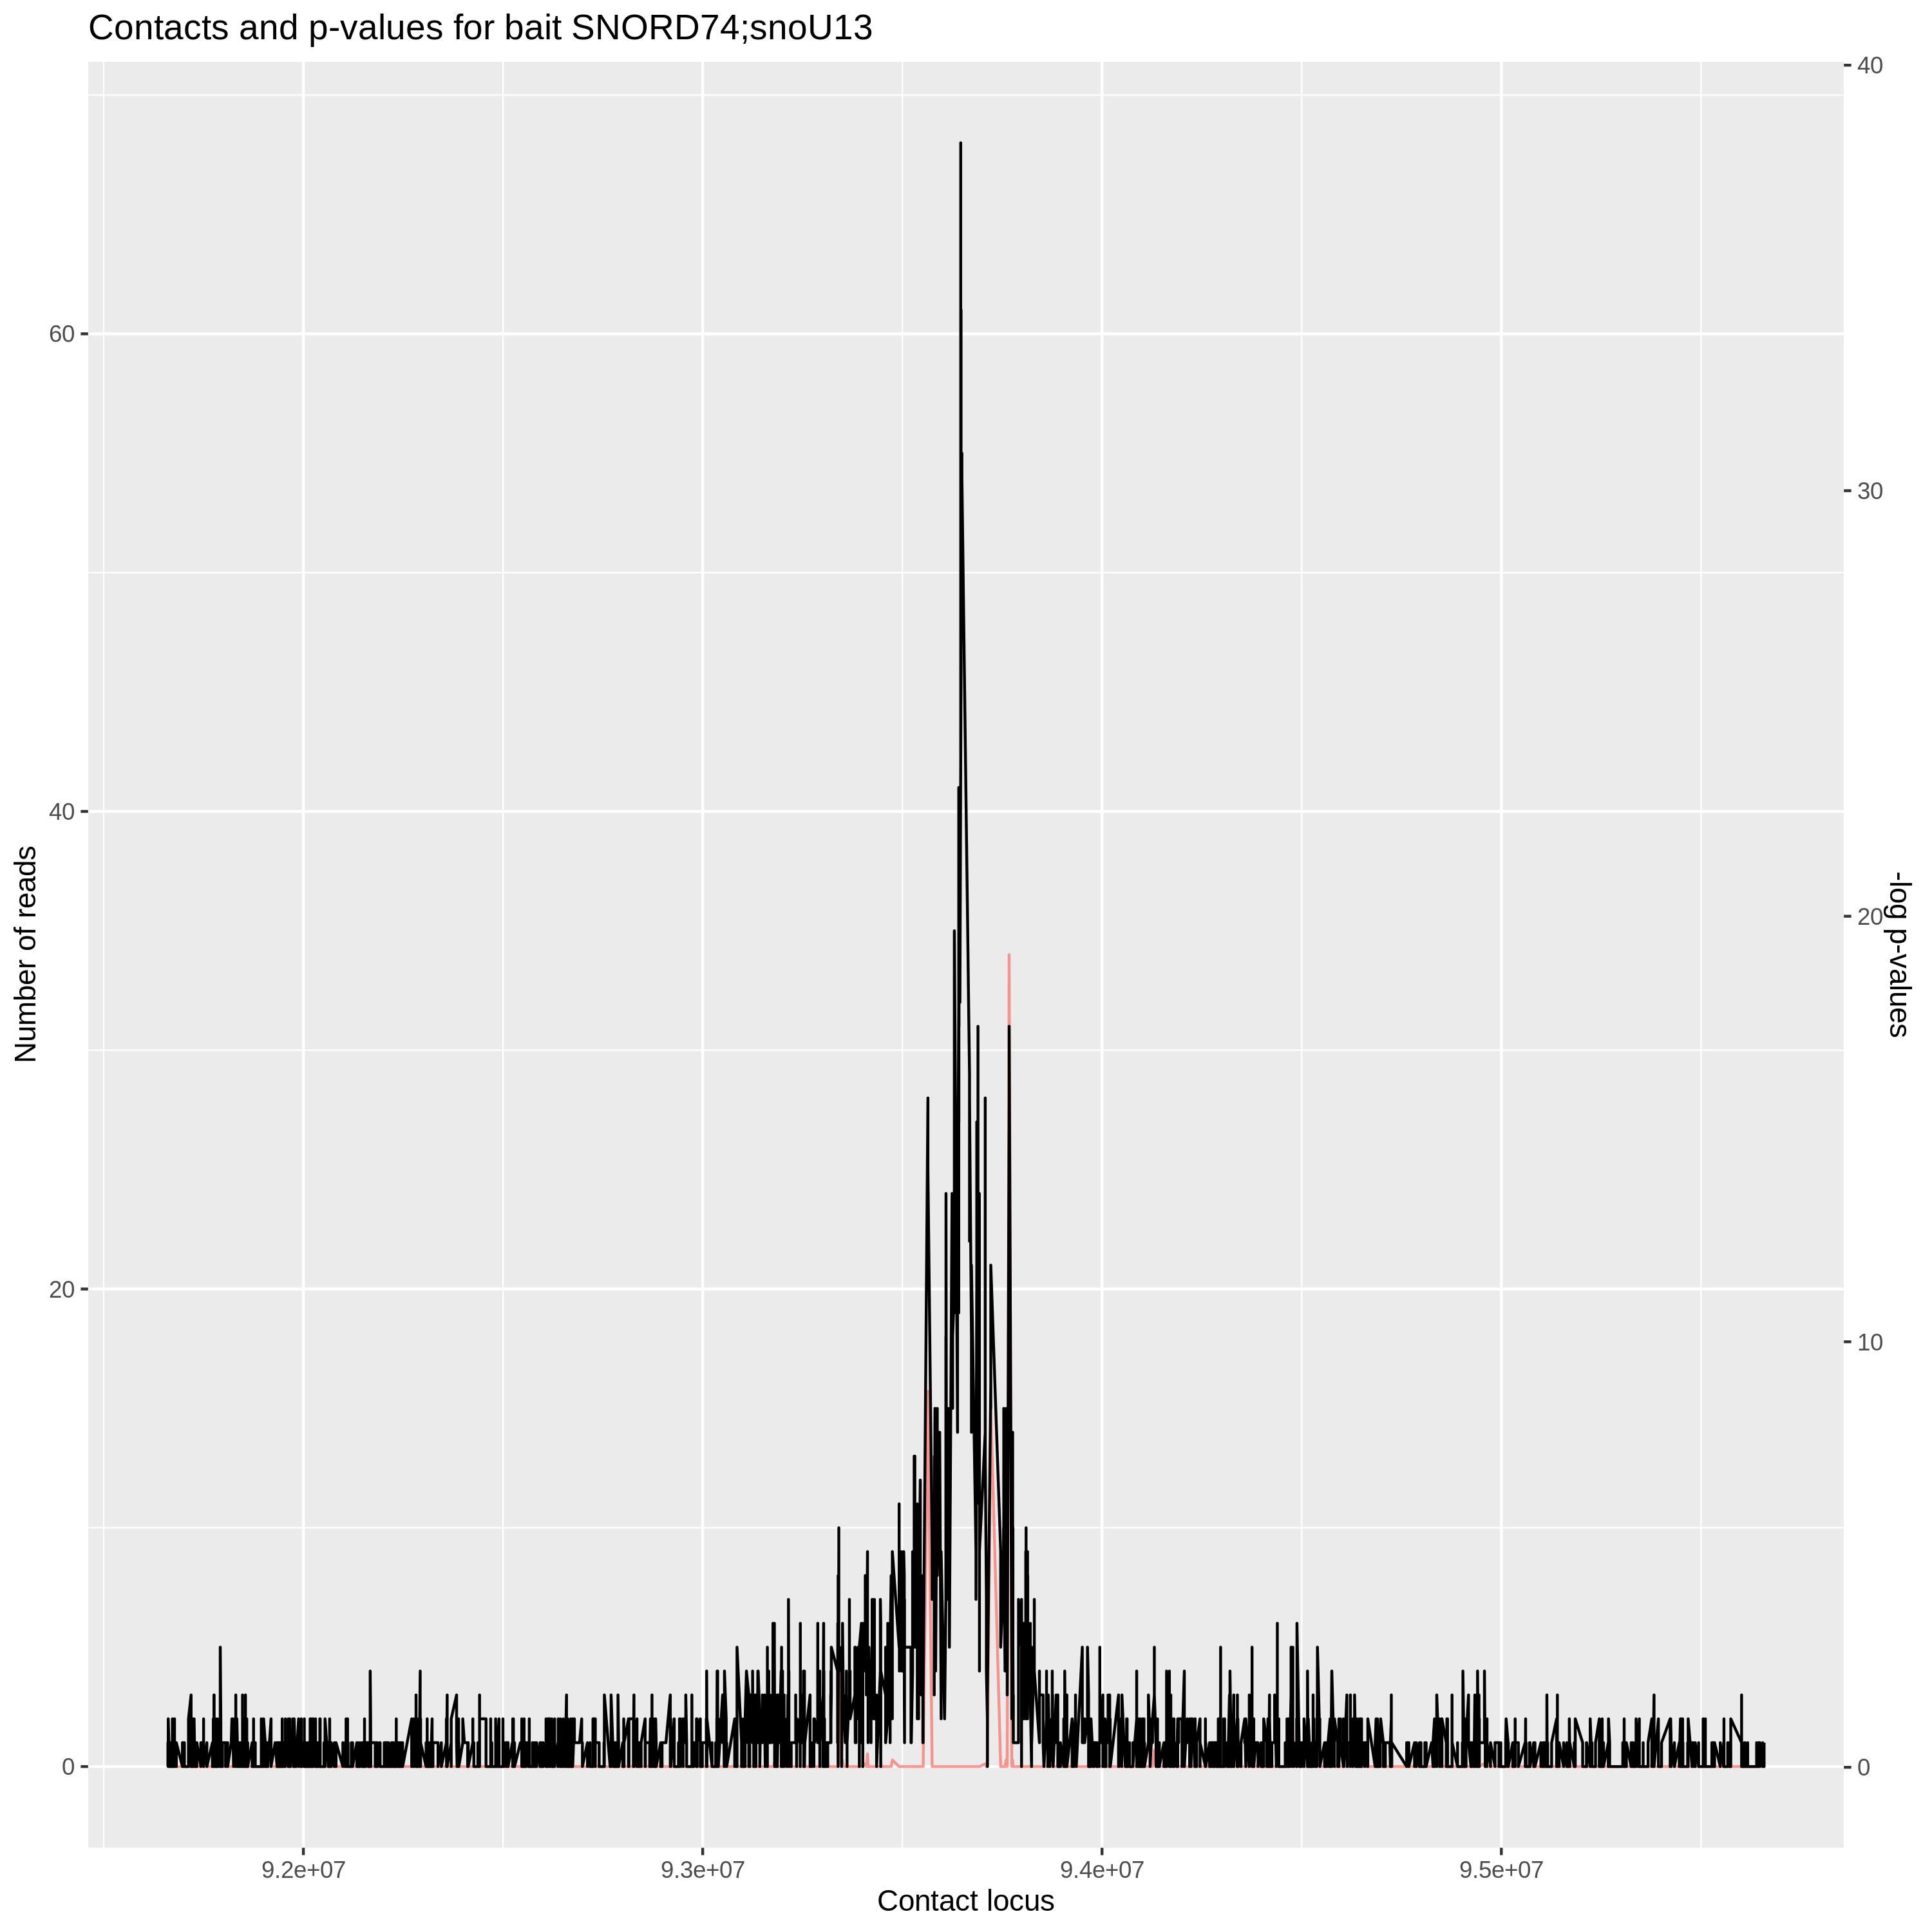 Contacts and p-values for bait SNORD74;snoU13
40
60
30
40
Number of reads
-log p-values
20
20
10
0
0
9.2e+07
9.3e+07
9.4e+07
9.5e+07
Contact locus